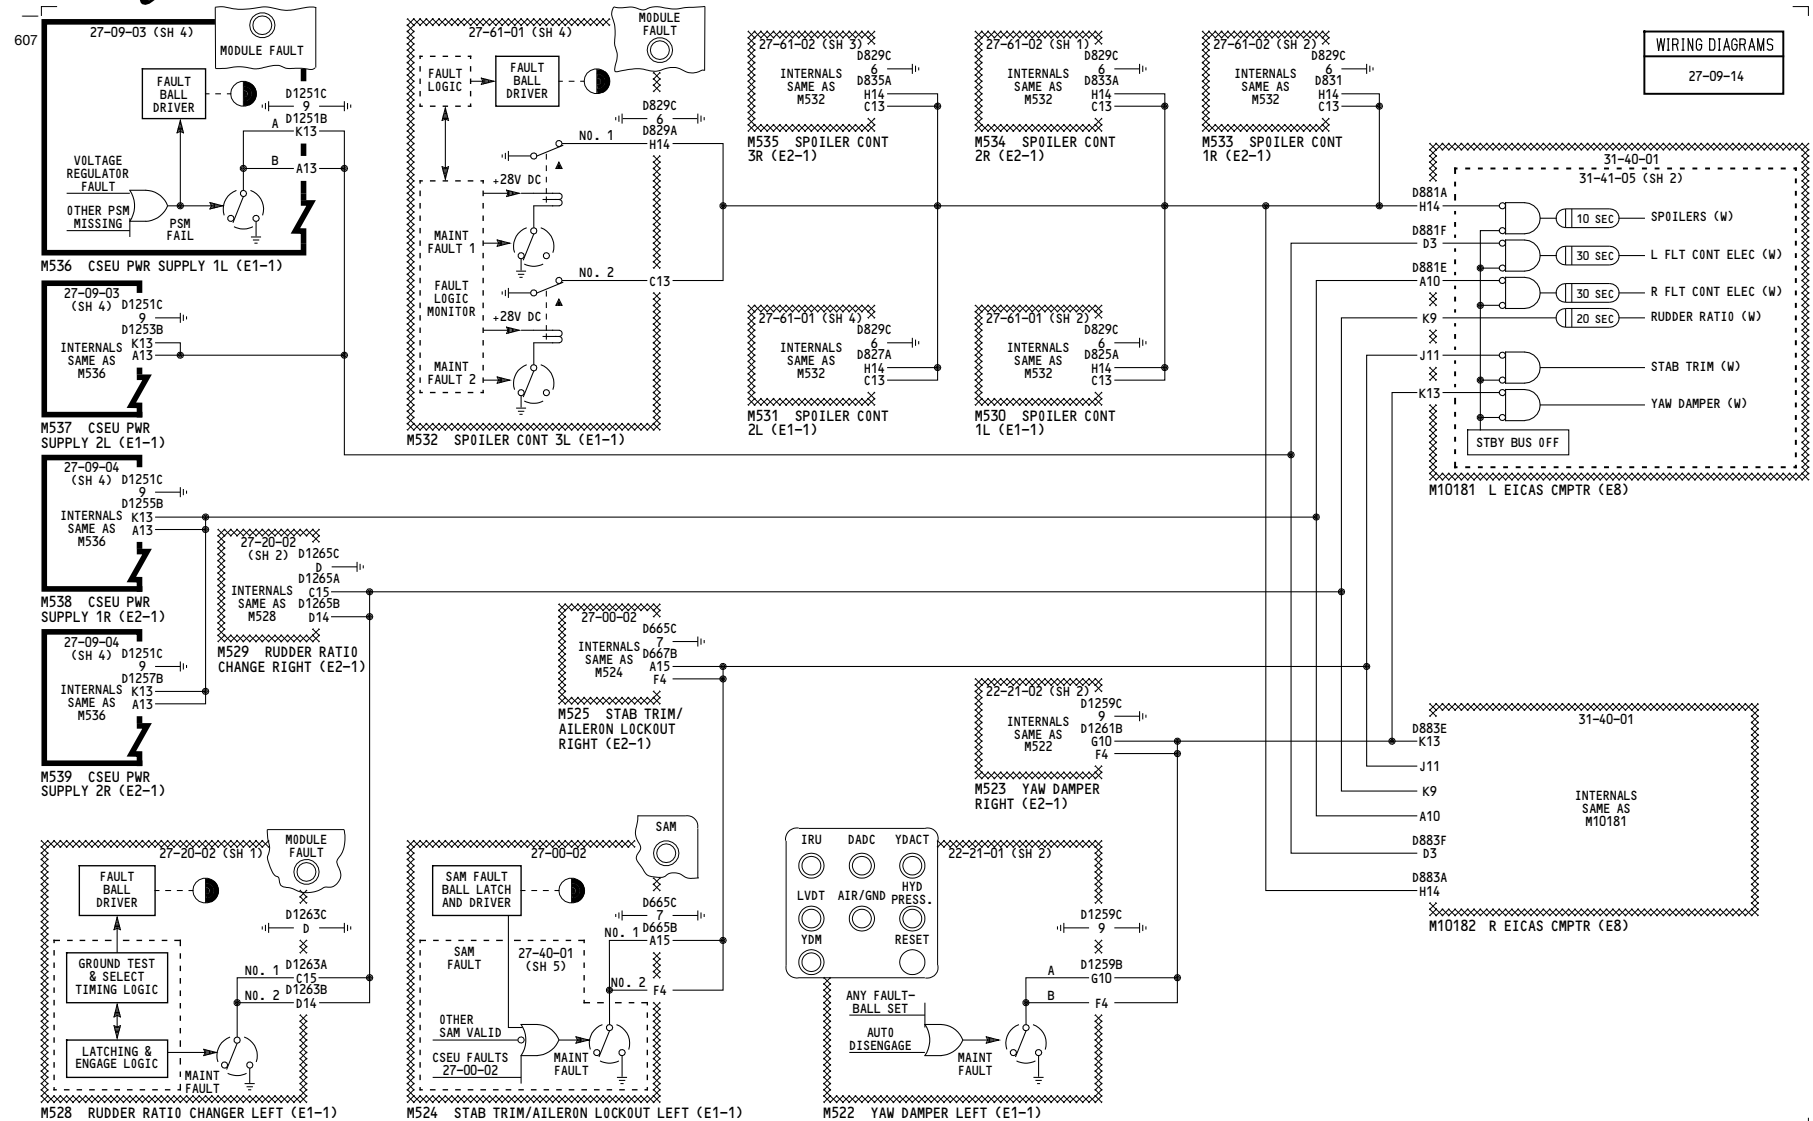 607
WIRING DIAGRAMS
27-09-14
27-09-03 (SH 4)
MODULE FAULT
FAULT
BALL
DRIVER
D1251C
9
D1251B
A
K13
B
A13
VOLTAGE
REGULATOR
FAULT
OTHER PSM
MISSING
PSM
FAIL
M536 CSEU PWR SUPPLY 1L (E1-1)
27-09-03
(SH 4)
D1251C
9
D1253B
K13
A13
INTERNALS
SAME AS
M536
M537 CSEU PWR
SUPPLY 2L (E1-1)
27-09-04
(SH 4)
D1251C
9
D1255B
K13
A13
INTERNALS
SAME AS
M536
M538 CSEU PWR
SUPPLY 1R (E2-1)
27-09-04
(SH 4)
D1251C
9
D1257B
K13
A13
INTERNALS
SAME AS
M536
M539 CSEU PWR
SUPPLY 2R (E2-1)
27-61-01 (SH 4)
MODULE
FAULT
FAULT
LOGIC
FAULT
BALL
DRIVER
D829C
6
D829A
H14
NO. 1
+28V DC
MAINT
FAULT 1
NO. 2
C13
FAULT
LOGIC
MONITOR
+28V DC
MAINT
FAULT 2
M532 SPOILER CONT 3L (E1-1)
27-61-02 (SH 3)
D829C
6
D835A
H14
C13
INTERNALS
SAME AS
M532
M535 SPOILER CONT
3R (E2-1)
27-61-02 (SH 1)
D829C
6
D833A
H14
C13
INTERNALS
SAME AS
M532
M534 SPOILER CONT
2R (E2-1)
27-61-02 (SH 2)
D829C
6
D831
H14
C13
INTERNALS
SAME AS
M532
M533 SPOILER CONT
1R (E2-1)
27-61-01 (SH 4)
D829C
6
D827A
H14
C13
INTERNALS
SAME AS
M532
M531 SPOILER CONT
2L (E1-1)
27-61-01 (SH 2)
D829C
6
D825A
H14
C13
INTERNALS
SAME AS
M532
M530 SPOILER CONT
1L (E1-1)
31-40-01
31-41-05 (SH 2)
D881A
H14
10 SEC
SPOILERS (W)
D881F
D3
30 SEC
L FLT CONT ELEC (W)
D881E
A10
30 SEC
R FLT CONT ELEC (W)
K9
20 SEC
RUDDER RATIO (W)
J11
STAB TRIM (W)
K13
YAW DAMPER (W)
STBY BUS OFF
M10181 L EICAS CMPTR (E8)
27-20-02
(SH 2)
D1265C
D
D1265A
C15
D1265B
D14
INTERNALS
SAME AS
M528
M529 RUDDER RATIO
CHANGE RIGHT (E2-1)
27-00-02
D665C
7
D667B
A15
F4
INTERNALS
SAME AS
M524
M525 STAB TRIM/
AILERON LOCKOUT
RIGHT (E2-1)
22-21-02 (SH 2)
D1259C
9
D1261B
G10
F4
INTERNALS
SAME AS
M522
M523 YAW DAMPER
RIGHT (E2-1)
31-40-01
D883E
K13
J11
K9
A10
D883F
D3
D883A
H14
INTERNALS
SAME AS
M10181
M10182 R EICAS CMPTR (E8)
27-20-02 (SH 1)
MODULE
FAULT
FAULT
BALL
DRIVER
D1263C
D
GROUND TEST
& SELECT
TIMING LOGIC
NO. 1
D1263A
C15
NO. 2
D1263B
D14
LATCHING &
ENGAGE LOGIC
MAINT
FAULT
M528 RUDDER RATIO CHANGER LEFT (E1-1)
27-00-02
SAM
SAM FAULT
BALL LATCH
AND DRIVER
D665C
7
D665B
NO. 1
A15
SAM
FAULT
27-40-01
(SH 5)
NO. 2
F4
OTHER
SAM VALID
CSEU FAULTS
27-00-02
MAINT
FAULT
M524 STAB TRIM/AILERON LOCKOUT LEFT (E1-1)
IRU
DADC
YDACT
LVDT
AIR/GND
HYD
PRESS.
YDM
RESET
22-21-01 (SH 2)
D1259C
9
D1259B
A
G10
B
F4
ANY FAULT-
BALL SET
AUTO
DISENGAGE
MAINT
FAULT
M522 YAW DAMPER LEFT (E1-1)